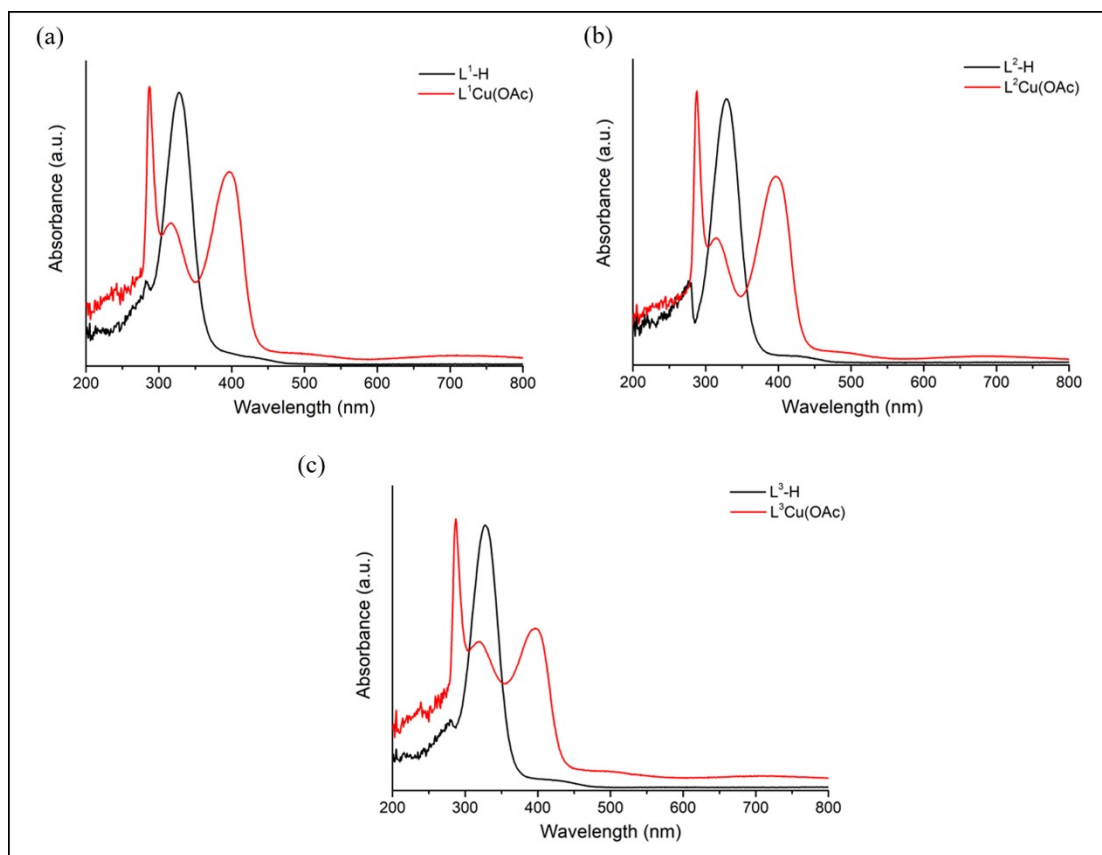 (a)
L¹-H
L¹Cu(OAc)
Absorbance (a.u.)
200 300 400 500 600 700 800
Wavelength (nm)
(b)
L²-H
L²Cu(OAc)
Absorbance (a.u.)
200 300 400 500 600 700 800
Wavelength (nm)
(c)
L³-H
L³Cu(OAc)
Absorbance (a.u.)
200 300 400 500 600 700 800
Wavelength (nm)